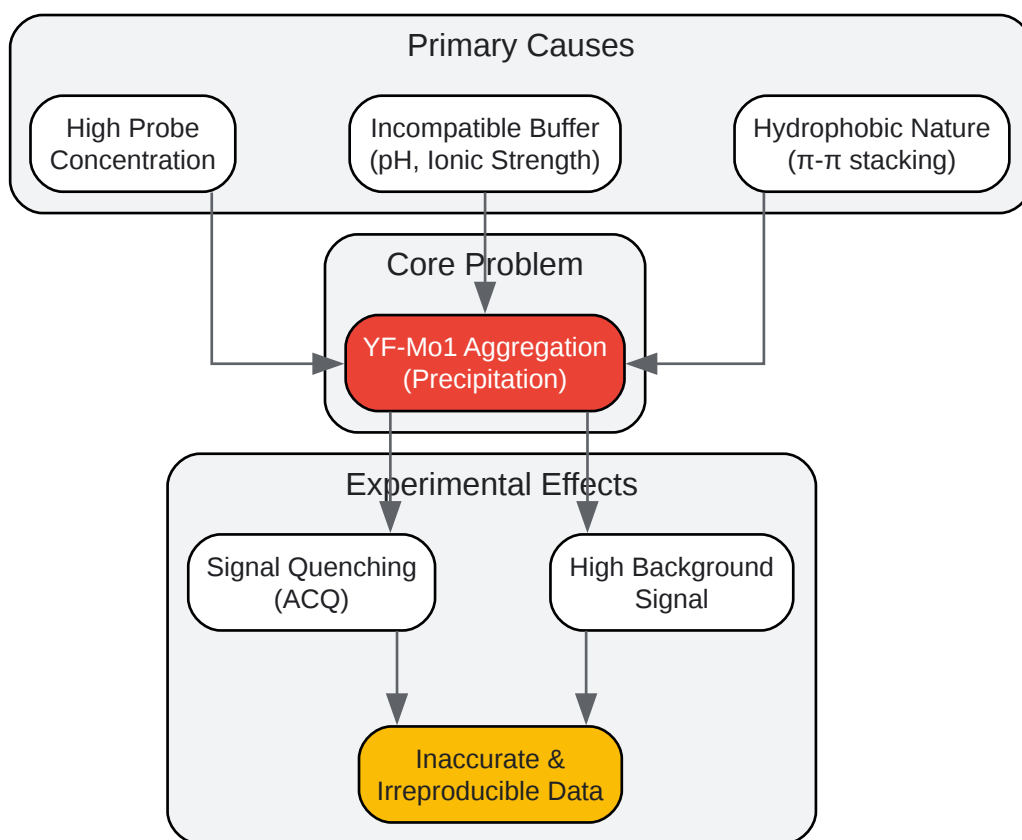 Primary Causes
High Probe
Concentration
Incompatible Buffer
(pH, Ionic Strength)
Hydrophobic Nature
(π-π stacking)
Core Problem
YF-Mo1 Aggregation
(Precipitation)
Experimental Effects
Signal Quenching
(ACQ)
High Background
Signal
Inaccurate &
Irreproducible Data